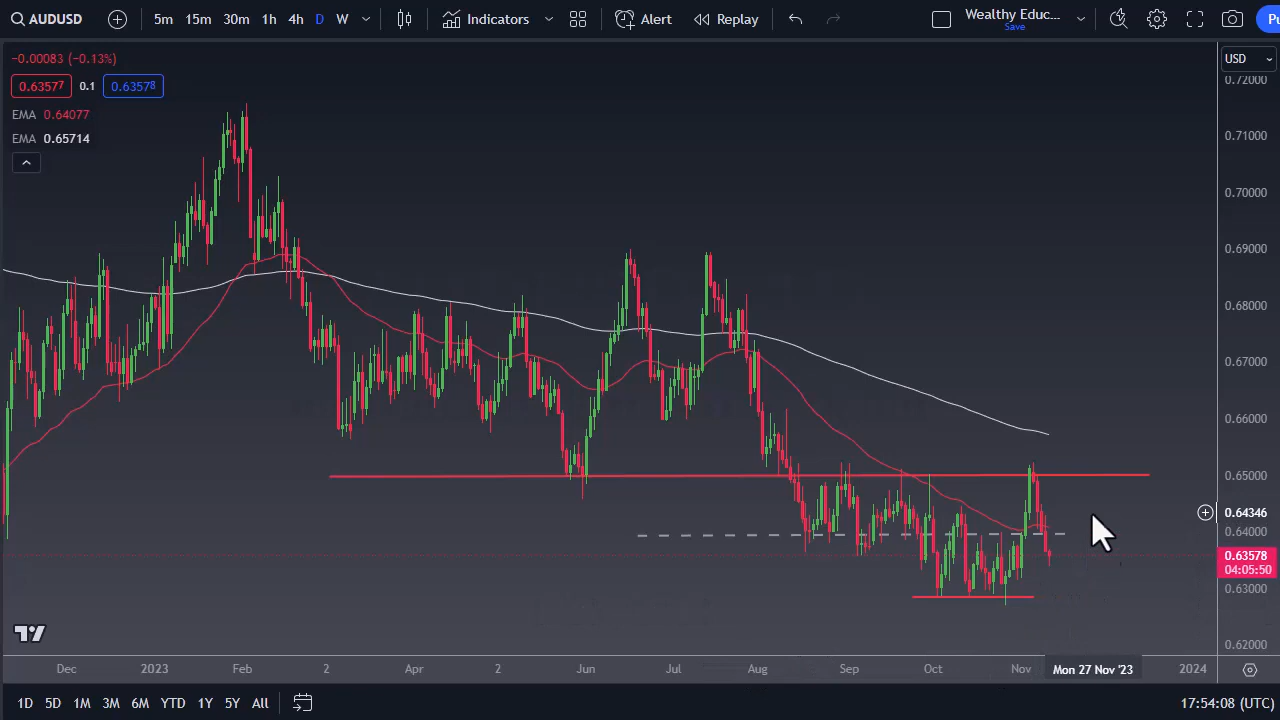 AUDUSD 5m 15m 30m 1h 4h D W Indicators Alert Replay Wealthy Educ... Save Pu
−0.00083 (−0.13%)
0.63577 0.1 0.63578
EMA 0.64077
EMA 0.65714
USD
0.72000
0.71000
0.70000
0.69000
0.68000
0.67000
0.66000
0.65000
0.64346
0.64000
0.63578
04:05:50
0.63000
0.62000
Dec 2023 Feb 2 Apr 2 Jun Jul Aug Sep Oct Nov Mon 27 Nov '23 2024
1D 5D 1M 3M 6M YTD 1Y 5Y All 17:54:08 (UTC)